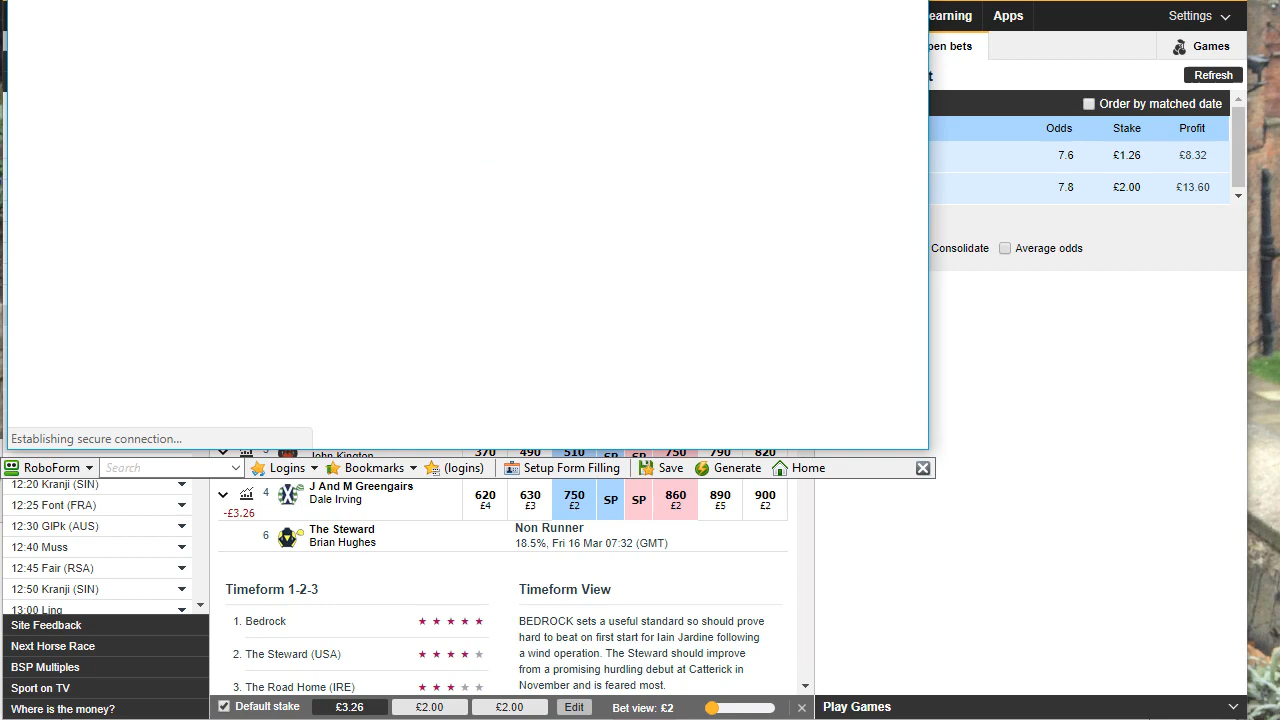 earning Apps Settings
pen bets Games
t Refresh
Order by matched date
Odds Stake Profit
7.6 £1.26 £8.32
7.8 £2.00 £13.60
Consolidate Average odds
Establishing secure connection...
John Kington 370 490 510 SP SP 750 790 820
RoboForm Search Logins Bookmarks (logins) Setup Form Filling Save Generate Home
12:20 Kranji (SIN)
12:25 Font (FRA)
12:30 GlPk (AUS)
12:40 Muss
12:45 Fair (RSA)
12:50 Kranji (SIN)
13:00 Ling
Site Feedback
Next Horse Race
BSP Multiples
Sport on TV
Where is the money?
4 J And M Greengairs
Dale Irving
-£3.26
620 630 750 SP SP 860 890 900
£4 £3 £2 £2 £5 £2
6 The Steward
Brian Hughes
Non Runner
18.5%, Fri 16 Mar 07:32 (GMT)
Timeform 1-2-3
1. Bedrock
2. The Steward (USA)
3. The Road Home (IRE)
Timeform View
BEDROCK sets a useful standard so should prove
hard to beat on first start for Iain Jardine following
a wind operation. The Steward should improve
from a promising hurdling debut at Catterick in
November and is feared most.
Default stake £3.26 £2.00 £2.00 Edit Bet view: £2
Play Games